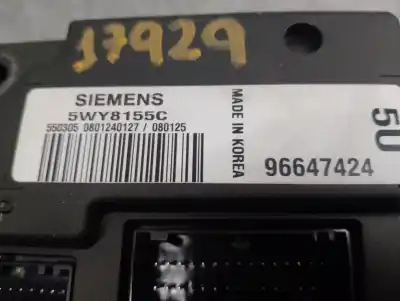 17929
SIEMENS
5WY8155C
550305 0801240127 / 080125
MADE IN KOREA
5U
96647424